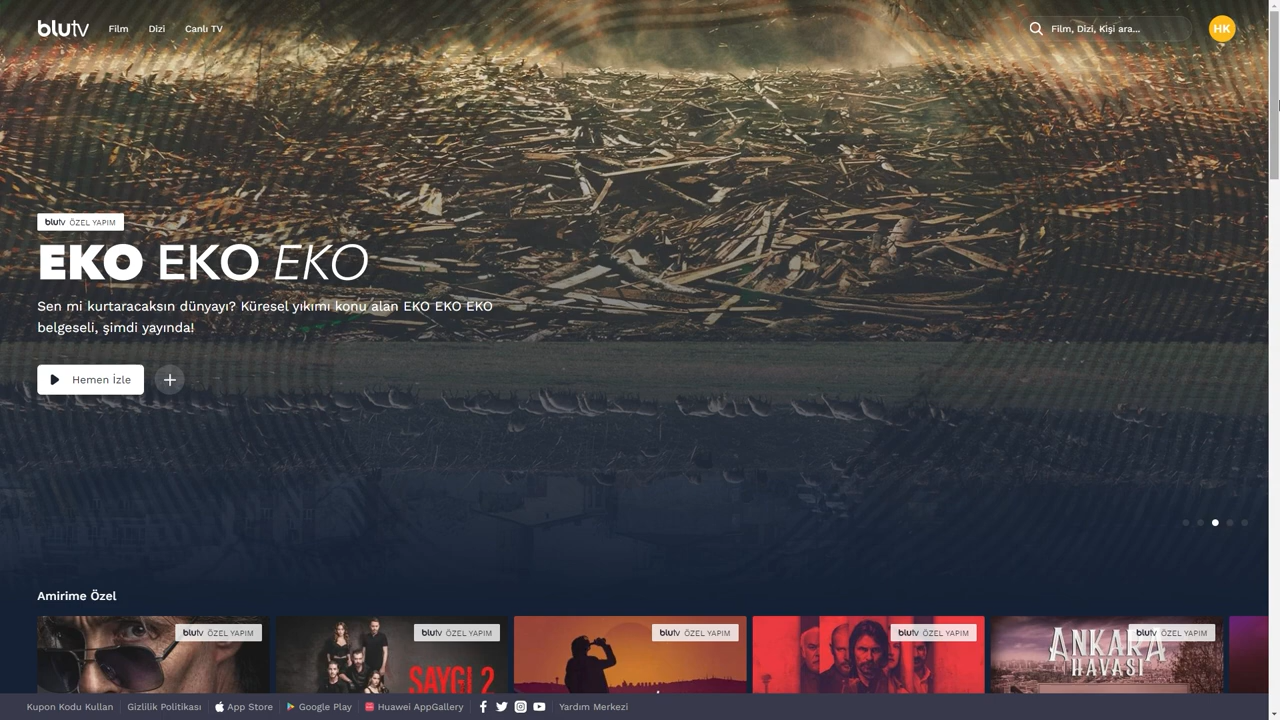 blutv
Film
Dizi
Canlı TV
Film, Dizi, Kişi ara...
HK
blutv ÖZEL YAPIM
EKO EKO EKO
Sen mi kurtaracaksın dünyayı? Küresel yıkımı konu alan EKO EKO EKO
belgeseli, şimdi yayında!
Hemen İzle
Amirime Özel
blutv ÖZEL YAPIM
blutv ÖZEL YAPIM
SAYGI 2
blutv ÖZEL YAPIM
blutv ÖZEL YAPIM
blutv ÖZEL YAPIM
ANKARA
HAVASI
Kupon Kodu Kullan
Gizlilik Politikası
App Store
Google Play
Huawei AppGallery
Yardım Merkezi